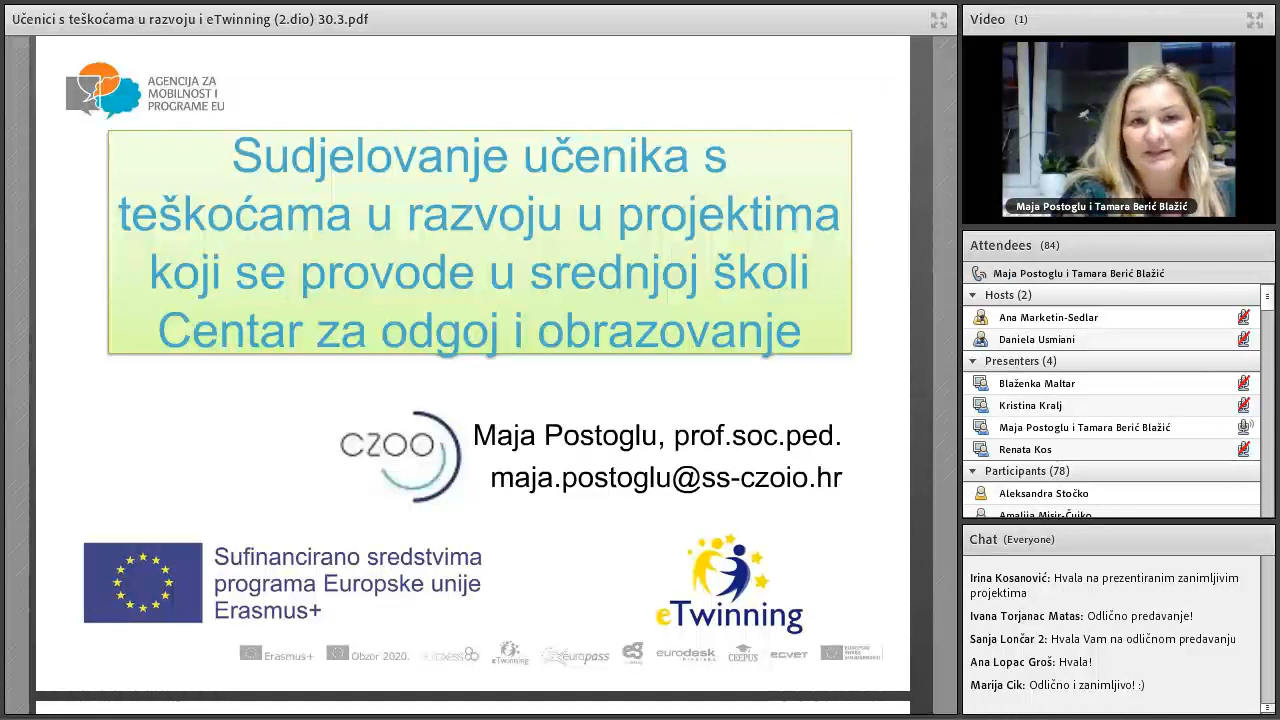 Učenici s teškoćama u razvoju i eTwinning (2.dio) 30.3.pdf
AGENCIJA ZA
MOBILNOST I
PROGRAME EU
Sudjelovanje učenika s
teškoćama u razvoju u projektima
koji se provode u srednjoj školi
Centar za odgoj i obrazovanje
CZOO
Maja Postoglu, prof.soc.ped.
maja.postoglu@ss-czoio.hr
Sufinancirano sredstvima
programa Europske unije
Erasmus+
eTwinning
Erasmus+
Obzor 2020.
eTwinning
europass
eurodesk
CEEPUS
ECVET
Video (1)
Maja Postoglu i Tamara Berić Blažić
Attendees (84)
Maja Postoglu i Tamara Berić Blažić
Hosts (2)
Ana Marketin-Sedlar
Daniela Usmiani
Presenters (4)
Blaženka Maltar
Kristina Kralj
Maja Postoglu i Tamara Berić Blažić
Renata Kos
Participants (78)
Aleksandra Stočko
Amalija Misir-Čujko
Chat (Everyone)
Irina Kosanović: Hvala na prezentiranim zanimljivim
projektima
Ivana Torjanac Matas: Odlično predavanje!
Sanja Lončar 2: Hvala Vam na odličnom predavanju
Ana Lopac Groš: Hvala!
Marija Cik: Odlično i zanimljivo! :)